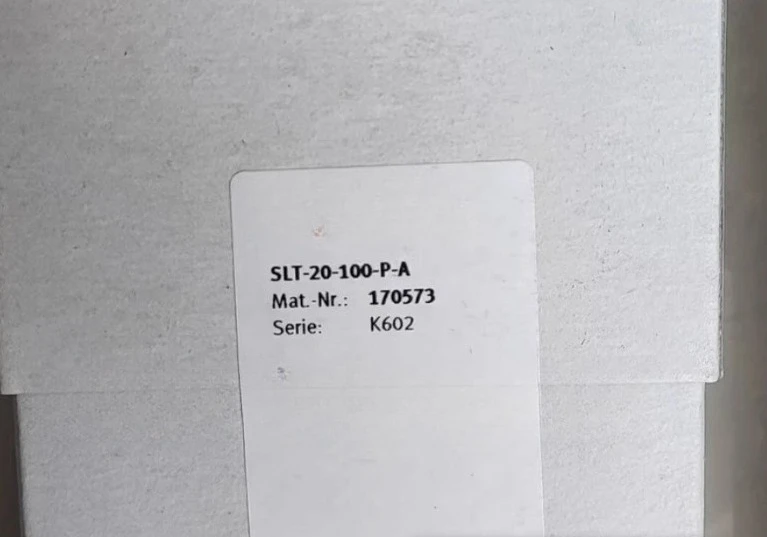 SLT-20-100-P-A
Mat.-Nr.: 170573
Serie: K602